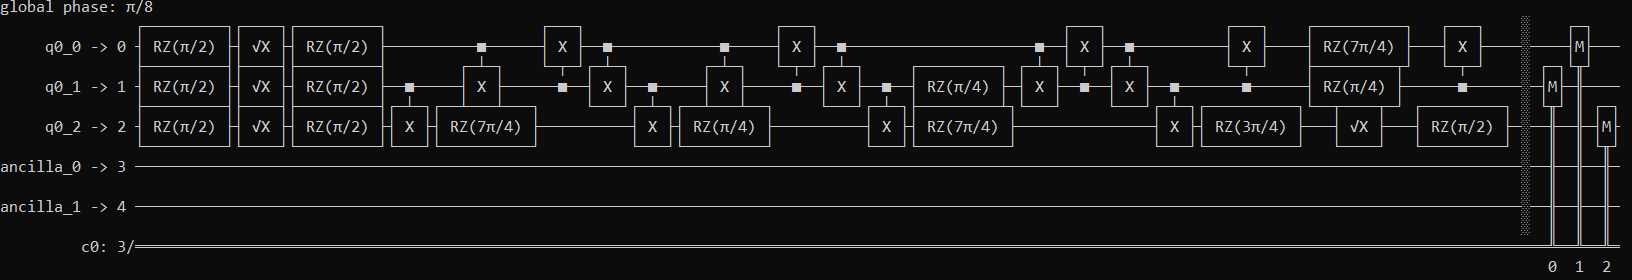 global phase: π/8
q0_0 -> 0 RZ(π/2) √X RZ(π/2) X X X RZ(7π/4) X M
q0_1 -> 1 RZ(π/2) √X RZ(π/2) X X X X RZ(π/4) X X RZ(π/4) M
q0_2 -> 2 RZ(π/2) √X RZ(π/2) X RZ(7π/4) X RZ(π/4) X RZ(7π/4) X RZ(3π/4) √X RZ(π/2) M
ancilla_0 -> 3
ancilla_1 -> 4
c0: 3/
0 1 2